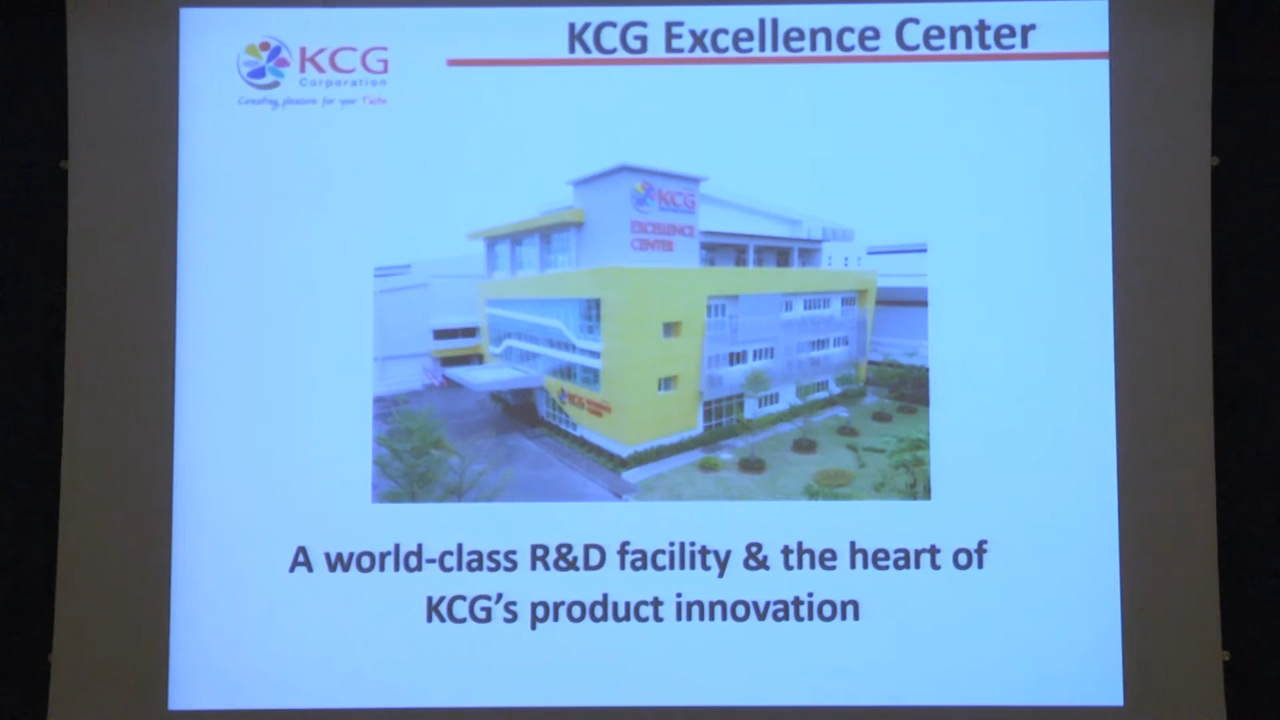 KCG Excellence Center
KCG
Corporation
Creating pleasure for your Taste
KCG
EXCELLENCE
CENTER
KCG
A world-class R&D facility & the heart of
KCG's product innovation